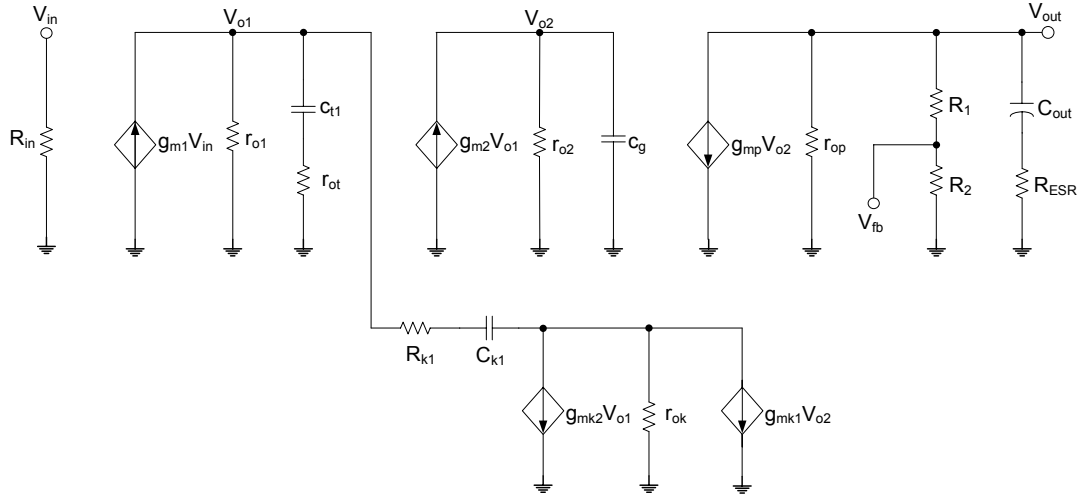 V_in
V_o1
V_o2
V_out
R_in
g_m1V_in
r_o1
c_t1
r_ot
g_m2V_o1
r_o2
c_g
g_mpV_o2
r_op
R_1
R_2
V_fb
C_out
R_ESR
R_k1
C_k1
g_mk2V_o1
r_ok
g_mk1V_o2